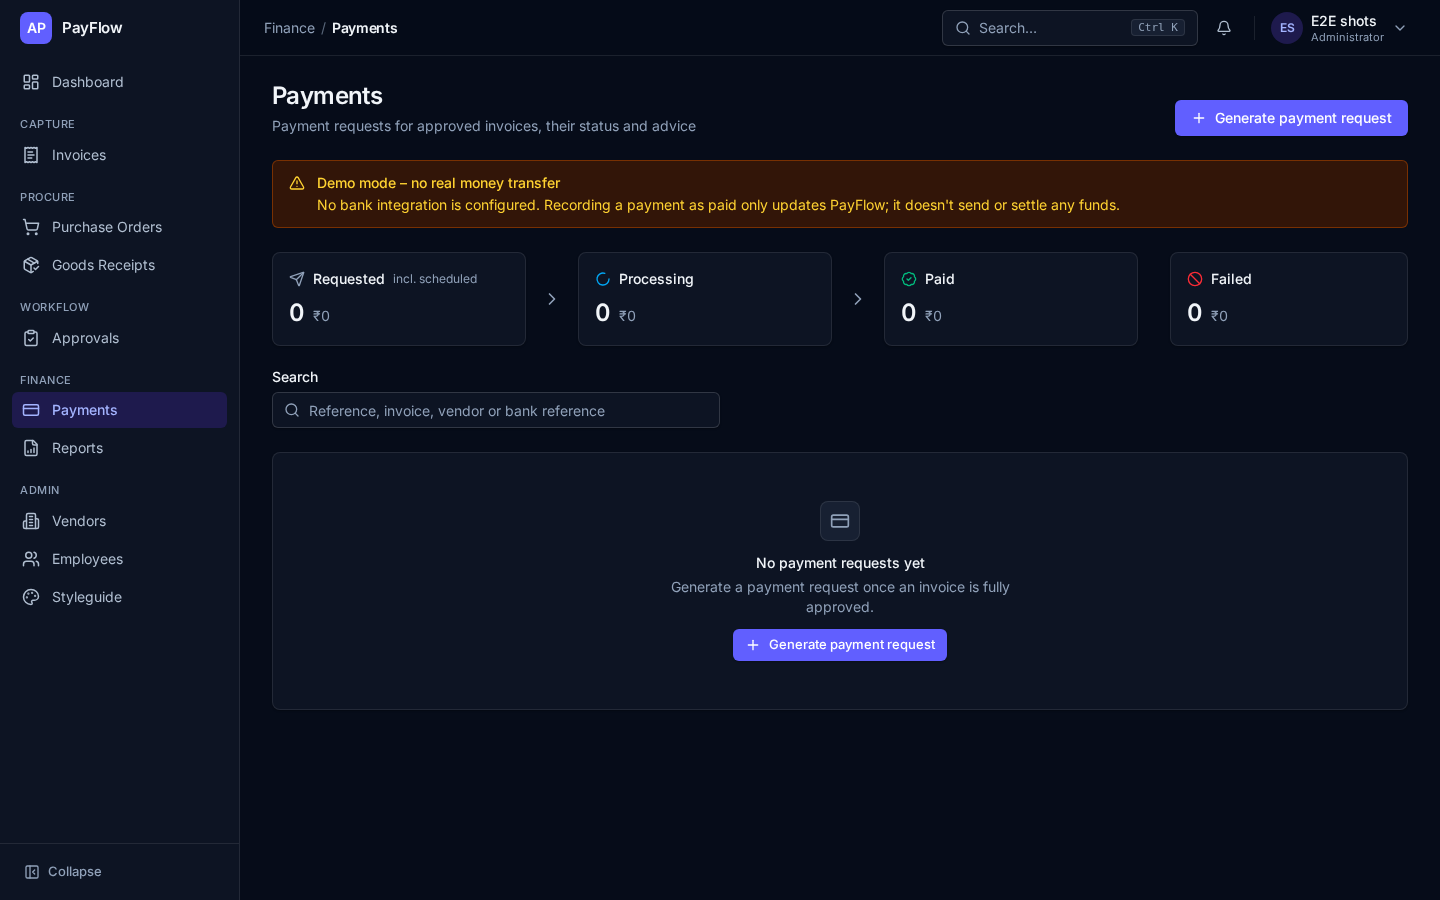 AP PayFlow
Dashboard
CAPTURE
Invoices
PROCURE
Purchase Orders
Goods Receipts
WORKFLOW
Approvals
FINANCE
Payments
Reports
ADMIN
Vendors
Employees
Styleguide
Collapse
Finance / Payments
Search... Ctrl K
ES E2E shots
Administrator
Payments
Payment requests for approved invoices, their status and advice
Generate payment request
Demo mode – no real money transfer
No bank integration is configured. Recording a payment as paid only updates PayFlow; it doesn't send or settle any funds.
Requested incl. scheduled
0 ₹0
Processing
0 ₹0
Paid
0 ₹0
Failed
0 ₹0
Search
Reference, invoice, vendor or bank reference
No payment requests yet
Generate a payment request once an invoice is fully
approved.
Generate payment request